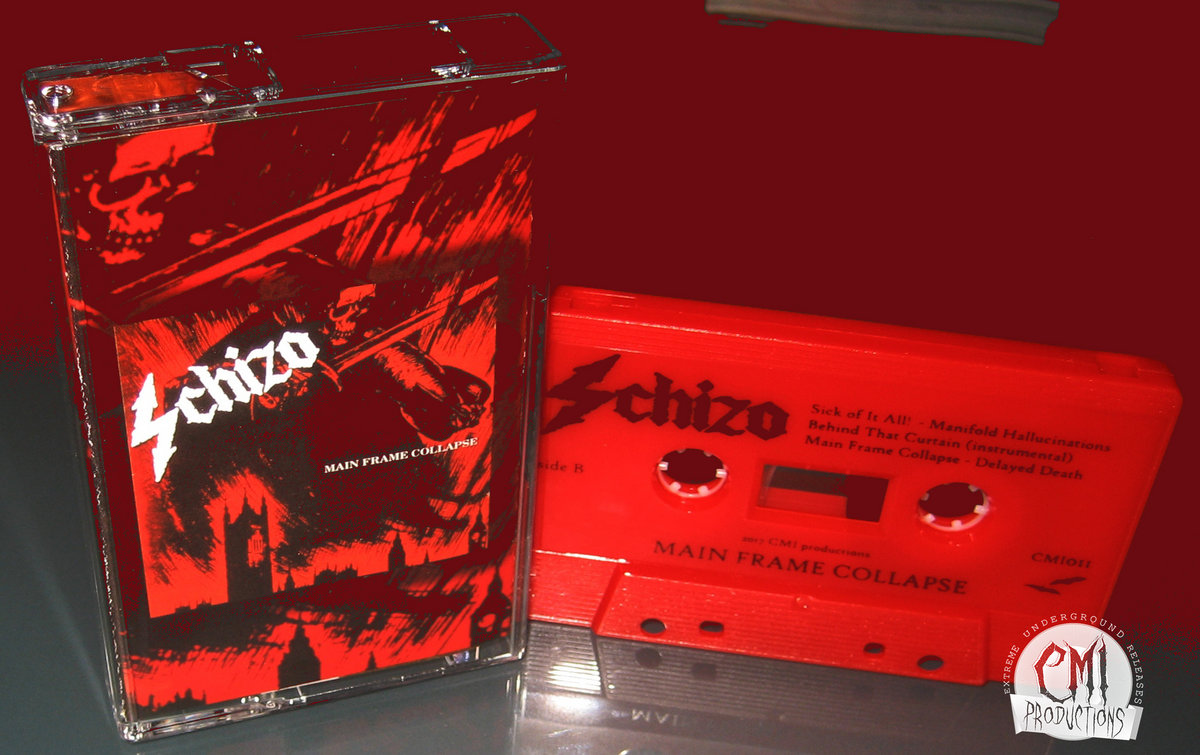 Schizo
MAIN FRAME COLLAPSE
Schizo
Sick of It All! - Manifold Hallucinations
Behind That Curtain (instrumental)
Main Frame Collapse - Delayed Death
side B
2017 CMI productions
MAIN FRAME COLLAPSE
CMI011
EXTREME UNDERGROUND RELEASES
CMI
PRODUCTIONS